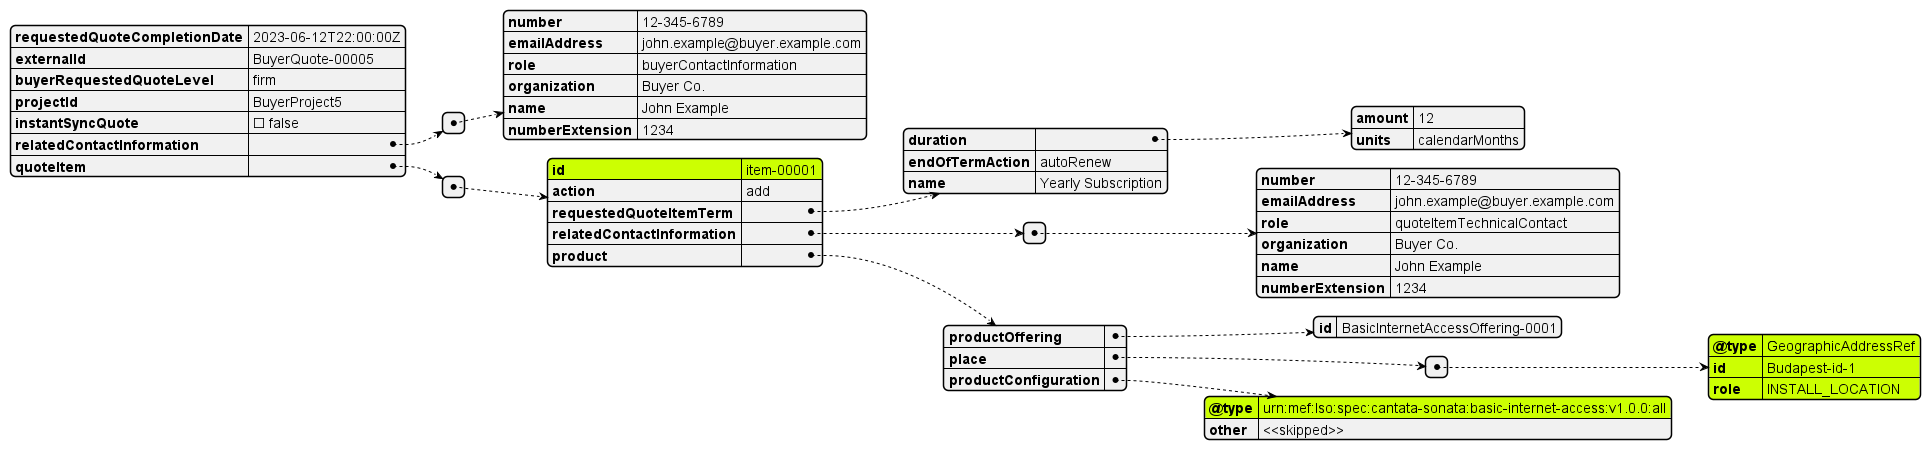 requestedQuoteCompletionDate 2023-06-12T22:00:00Z
externalId BuyerQuote-00005
buyerRequestedQuoteLevel firm
projectId BuyerProject5
instantSyncQuote ☐ false
relatedContactInformation
quoteItem
number 12-345-6789
emailAddress john.example@buyer.example.com
role buyerContactInformation
organization Buyer Co.
name John Example
numberExtension 1234
id item-00001
action add
requestedQuoteItemTerm
relatedContactInformation
product
duration
endOfTermAction autoRenew
name Yearly Subscription
amount 12
units calendarMonths
number 12-345-6789
emailAddress john.example@buyer.example.com
role quoteItemTechnicalContact
organization Buyer Co.
name John Example
numberExtension 1234
productOffering
place
productConfiguration
id BasicInternetAccessOffering-0001
@type GeographicAddressRef
id Budapest-id-1
role INSTALL_LOCATION
@type urn:mef:lso:spec:cantata-sonata:basic-internet-access:v1.0.0:all
other <<skipped>>